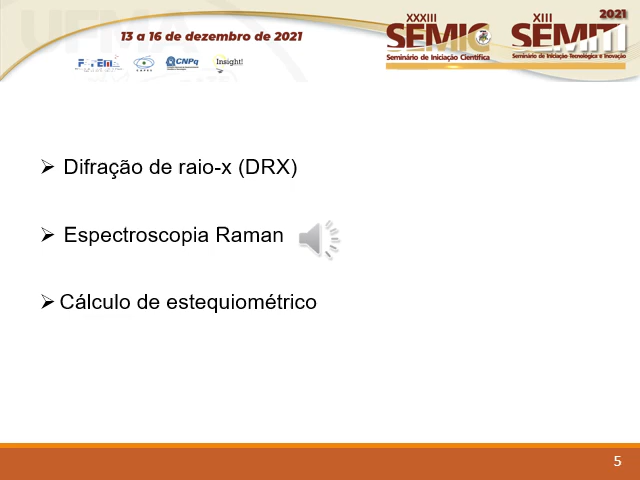 2021
XXXIII
XIII
13 a 16 de dezembro de 2021
SEMIC
SEMITI
Seminário de Iniciação Científica
Seminário de Iniciação Tecnológica e Inovação
CNPq
Insight!
➢ Difração de raio-x (DRX)
➢ Espectroscopia Raman
➢ Cálculo de estequiométrico
5